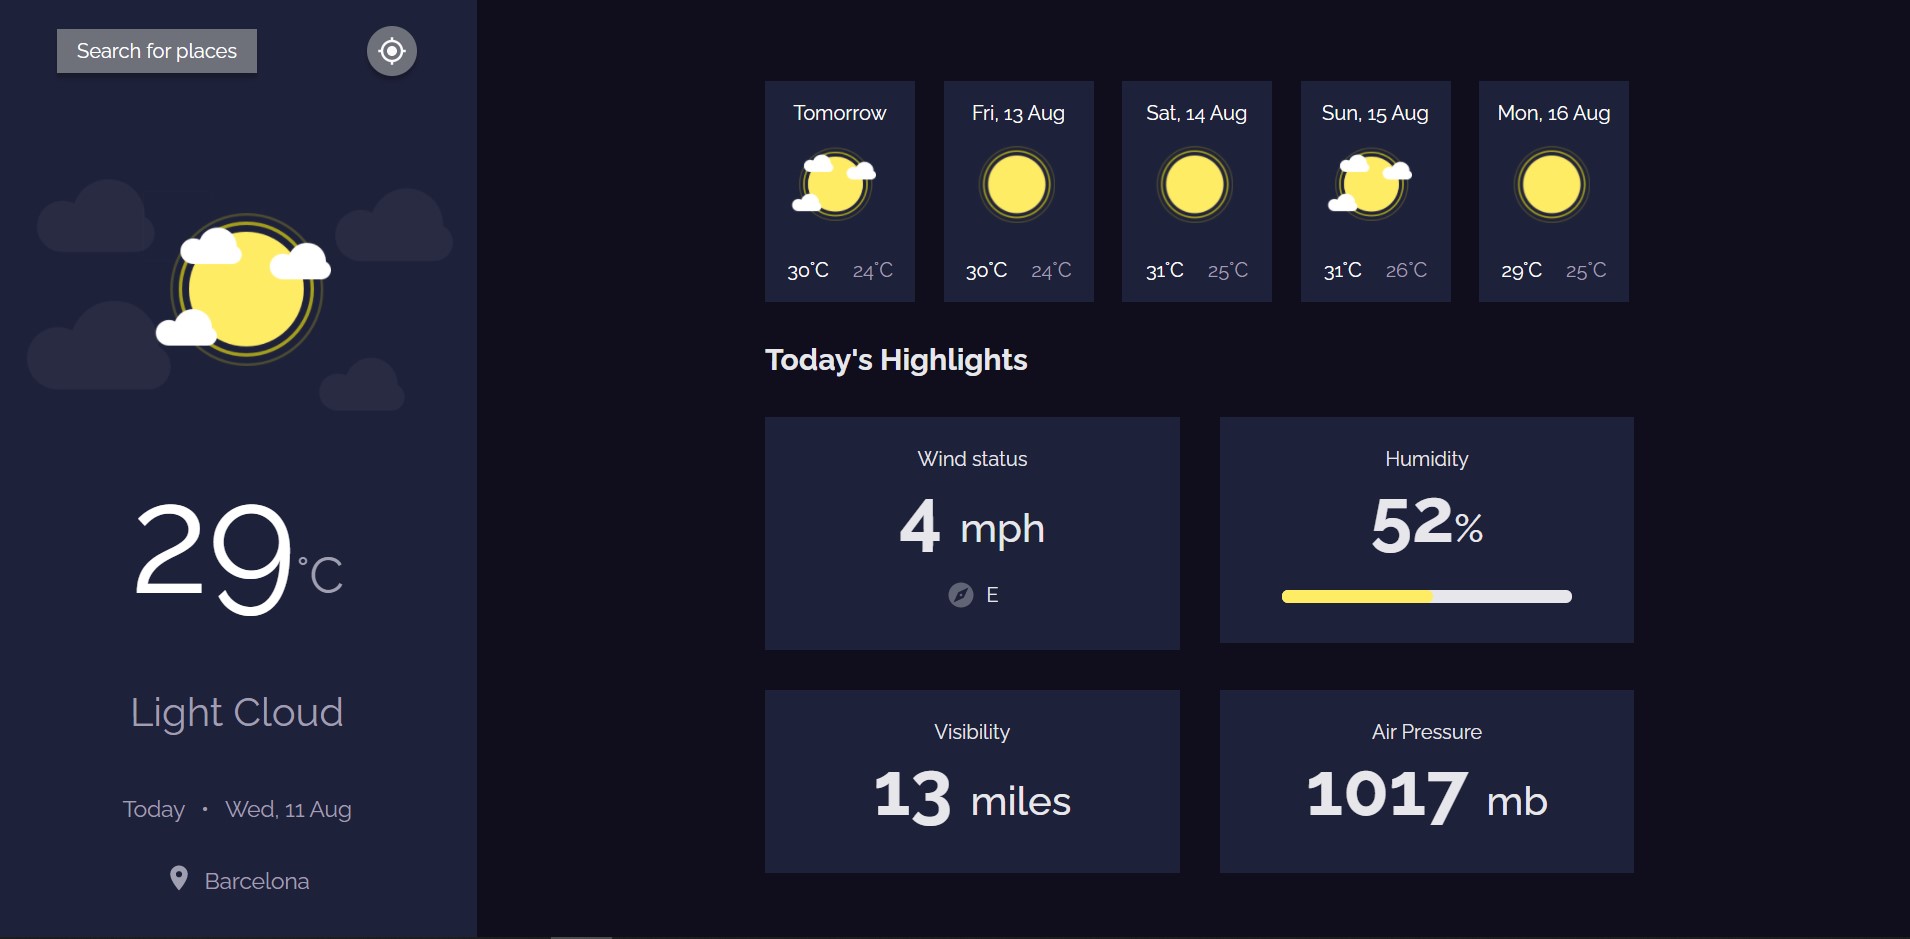 Search for places
29°C
Light Cloud
Today • Wed, 11 Aug
Barcelona
Tomorrow
30°C 24°C
Fri, 13 Aug
30°C 24°C
Sat, 14 Aug
31°C 25°C
Sun, 15 Aug
31°C 26°C
Mon, 16 Aug
29°C 25°C
Today's Highlights
Wind status
4 mph
E
Humidity
52%
Visibility
13 miles
Air Pressure
1017 mb